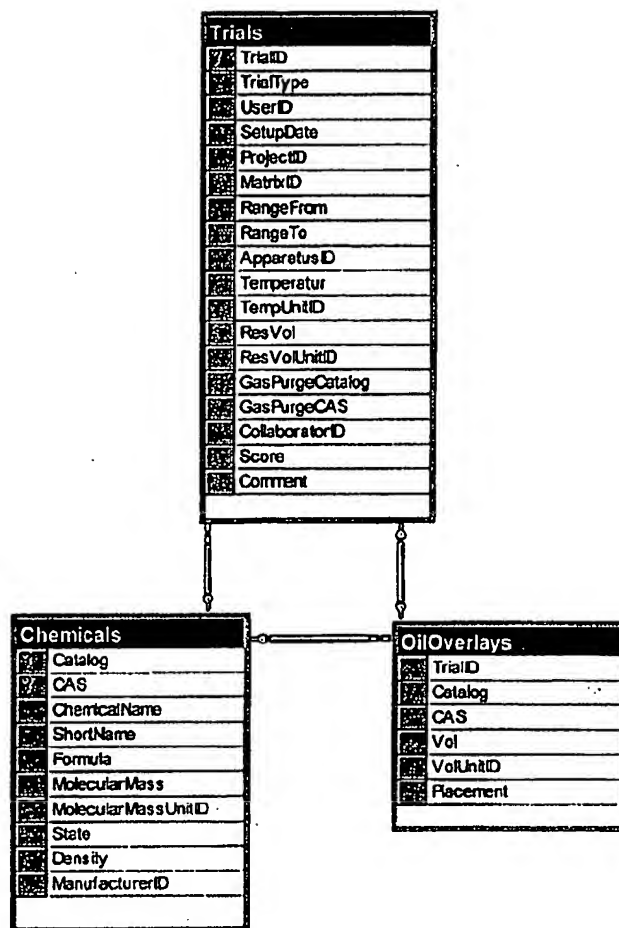 Trials
TrialID
TrialType
UserID
SetupDate
ProjectID
MatrixID
RangeFrom
RangeTo
ApparatusID
Temperatur
TempUnitID
ResVol
ResVolUnitID
GasPurgeCatalog
GasPurgeCAS
CollaboratorID
Score
Comment
Chemicals
Catalog
CAS
ChemicalName
ShortName
Formula
MolecularMass
MolecularMassUnitID
State
Density
ManufacturerID
OilOverlays
TrialID
Catalog
CAS
Vol
VolUnitID
Placement